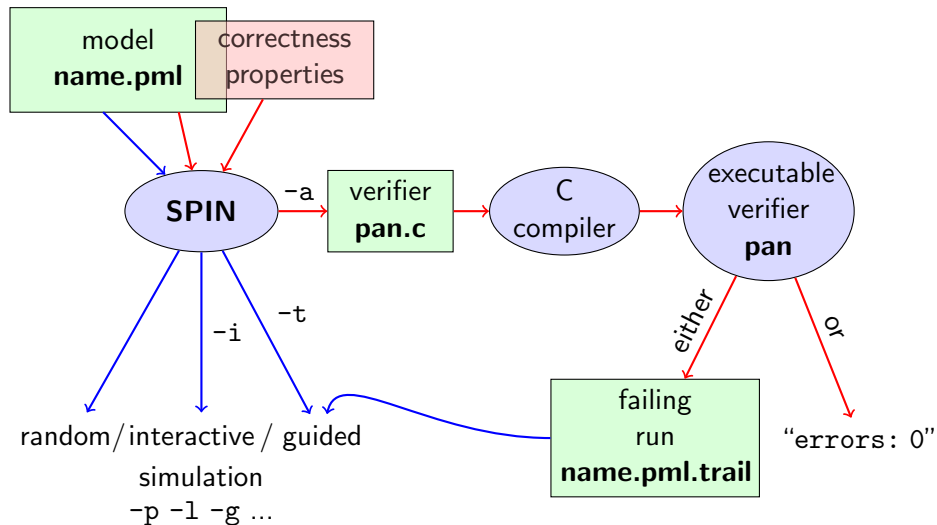 model
name.pml
correctness
properties
SPIN
-a
verifier
pan.c
C
compiler
executable
verifier
pan
-i
-t
either
or
random/interactive/guided
simulation
-p -l -g ...
failing
run
name.pml.trail
“errors: 0”